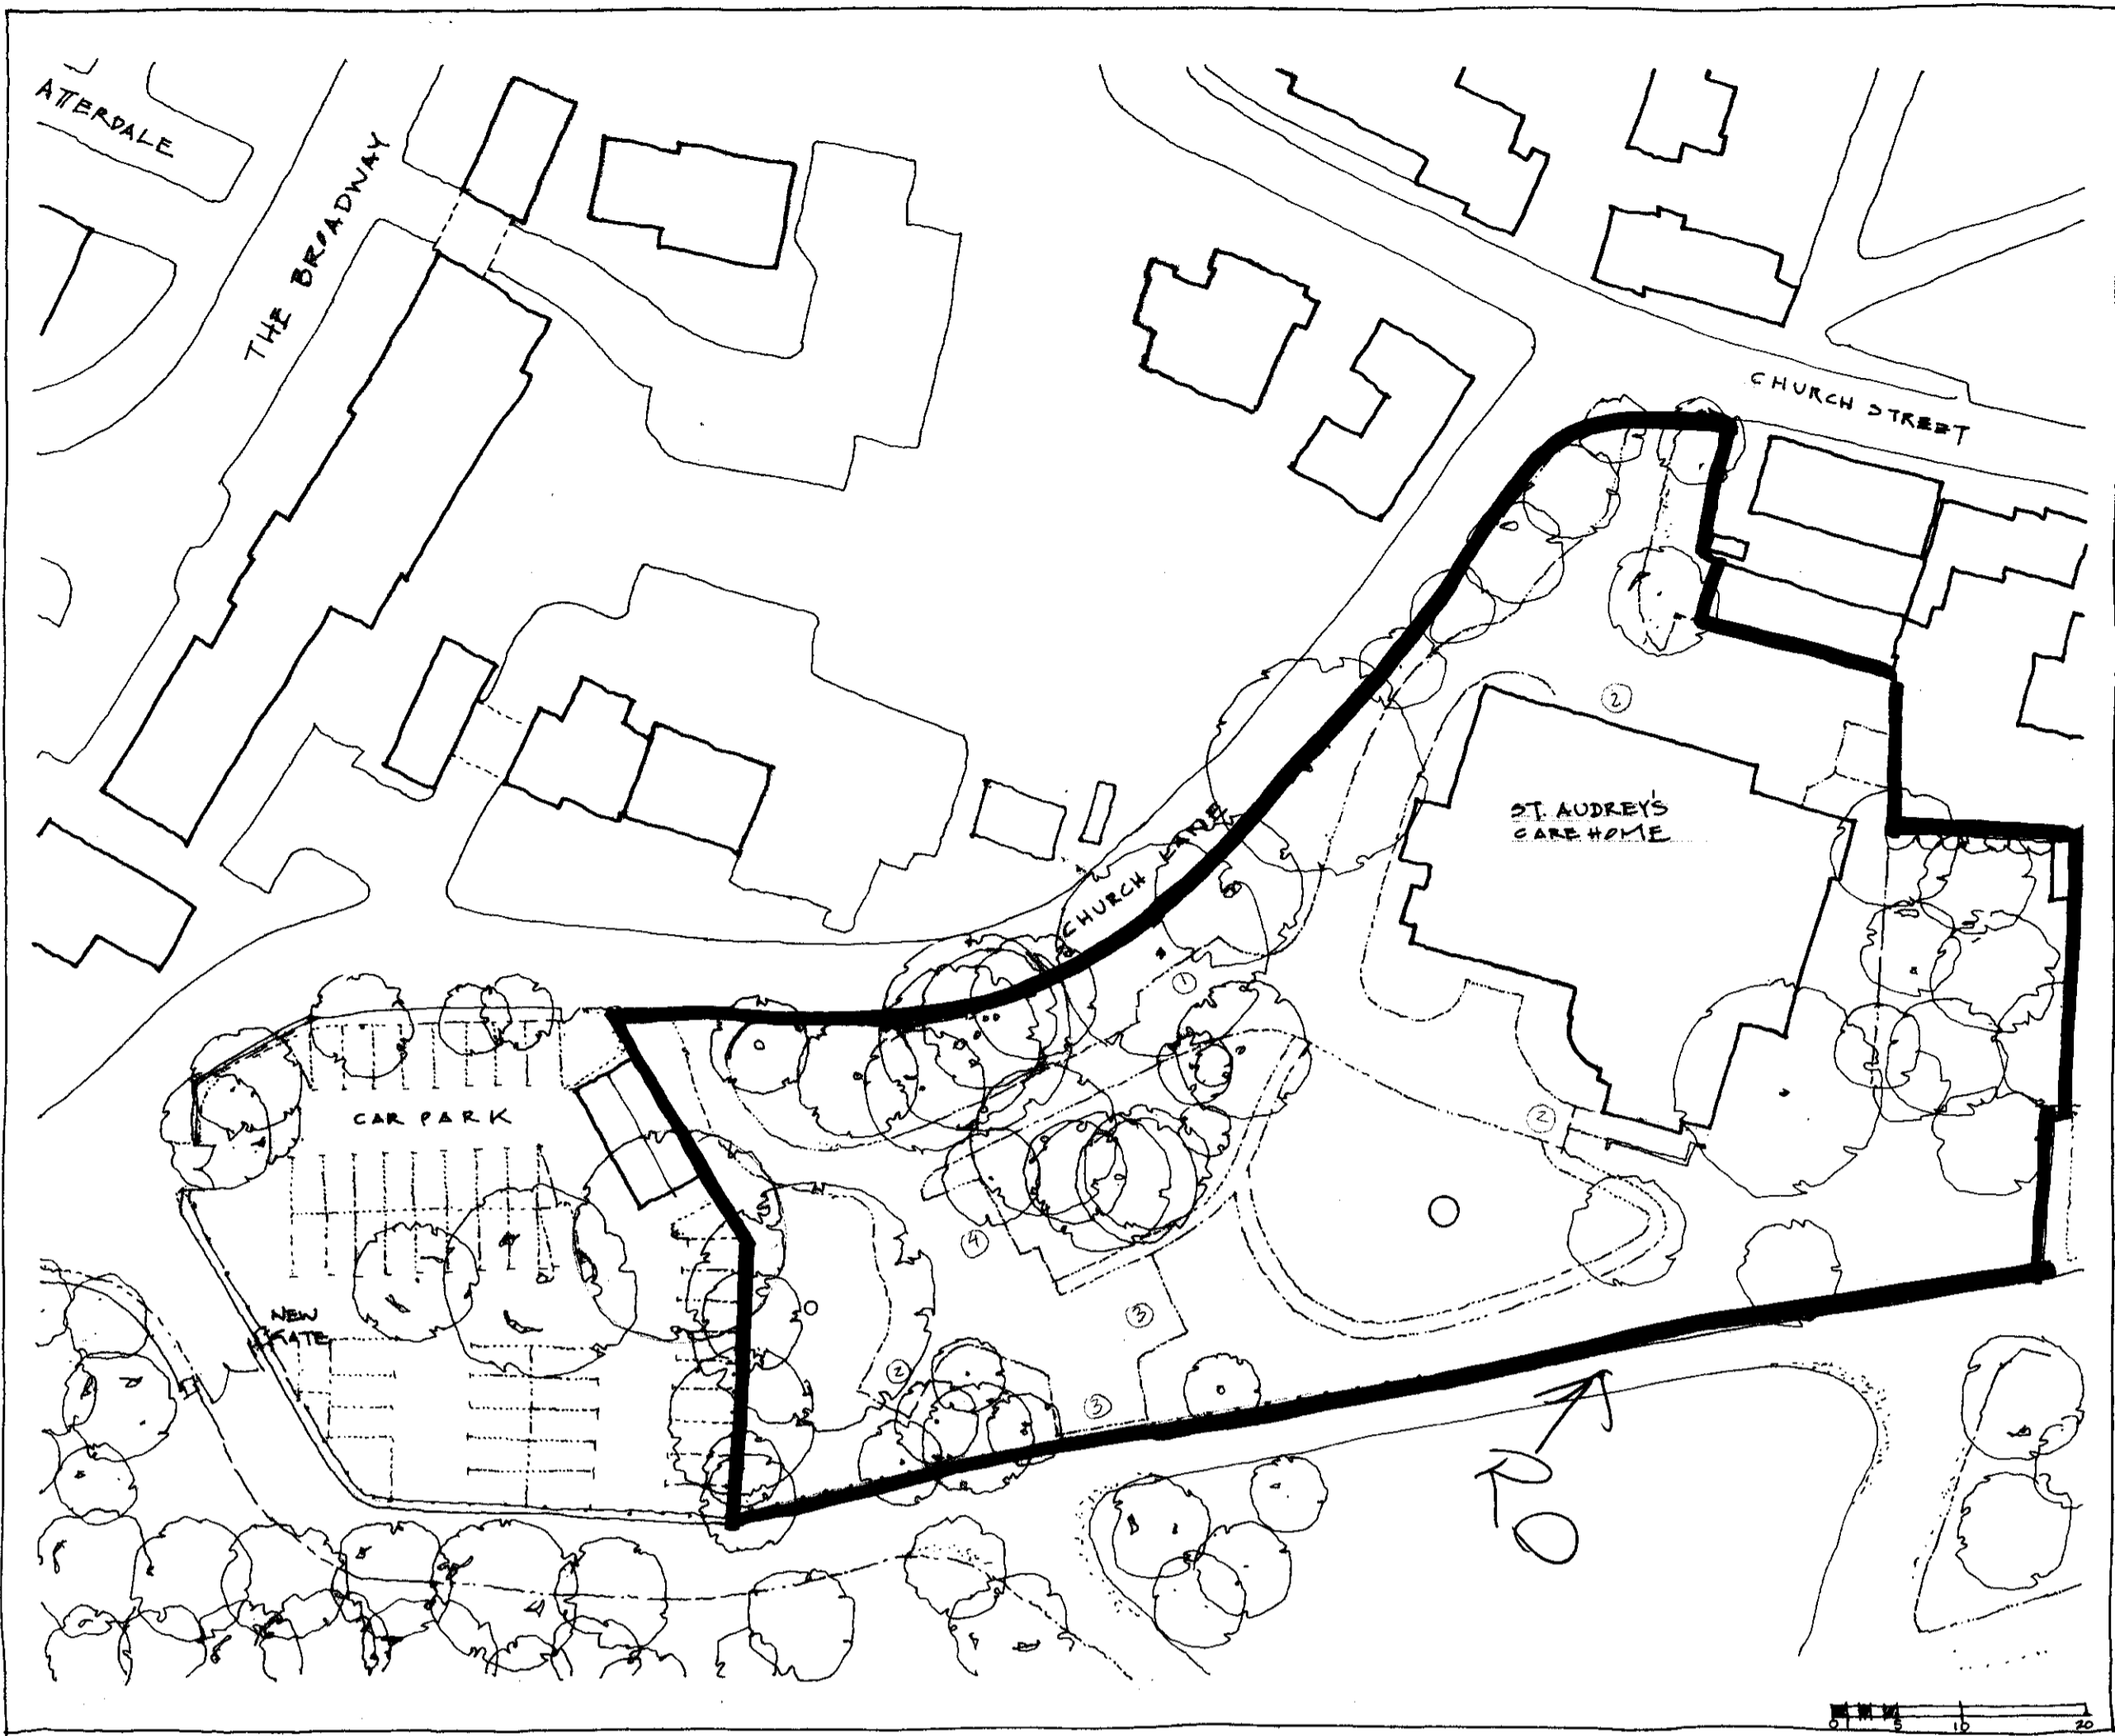 ATTERDALE
THE BROADWAY
CHURCH STREET
2
ST. AUDREY'S
CARE HOME
CHURCH LANE
1
CAR PARK
2
4
NEW
GATE
3
2
3
0 5 10 20